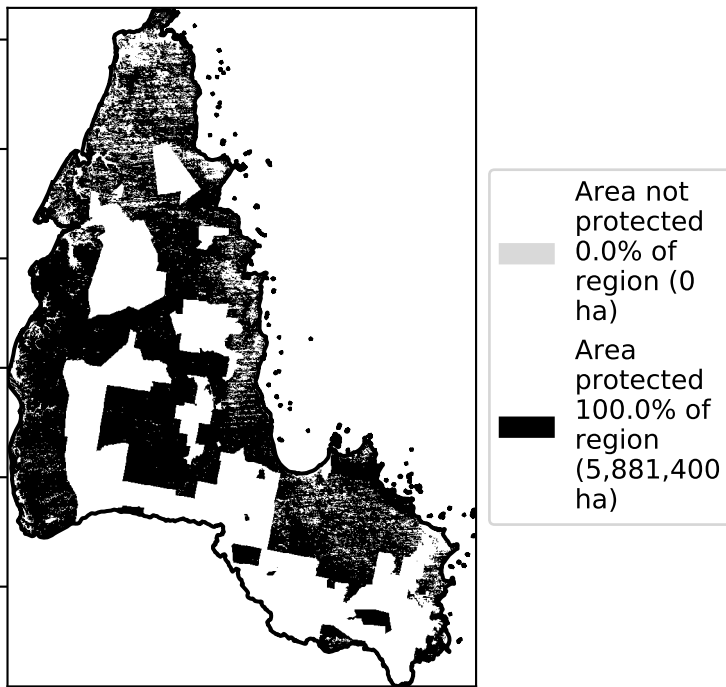 Area not
protected
0.0% of
region (0
ha)
Area
protected
100.0% of
region
(5,881,400
ha)